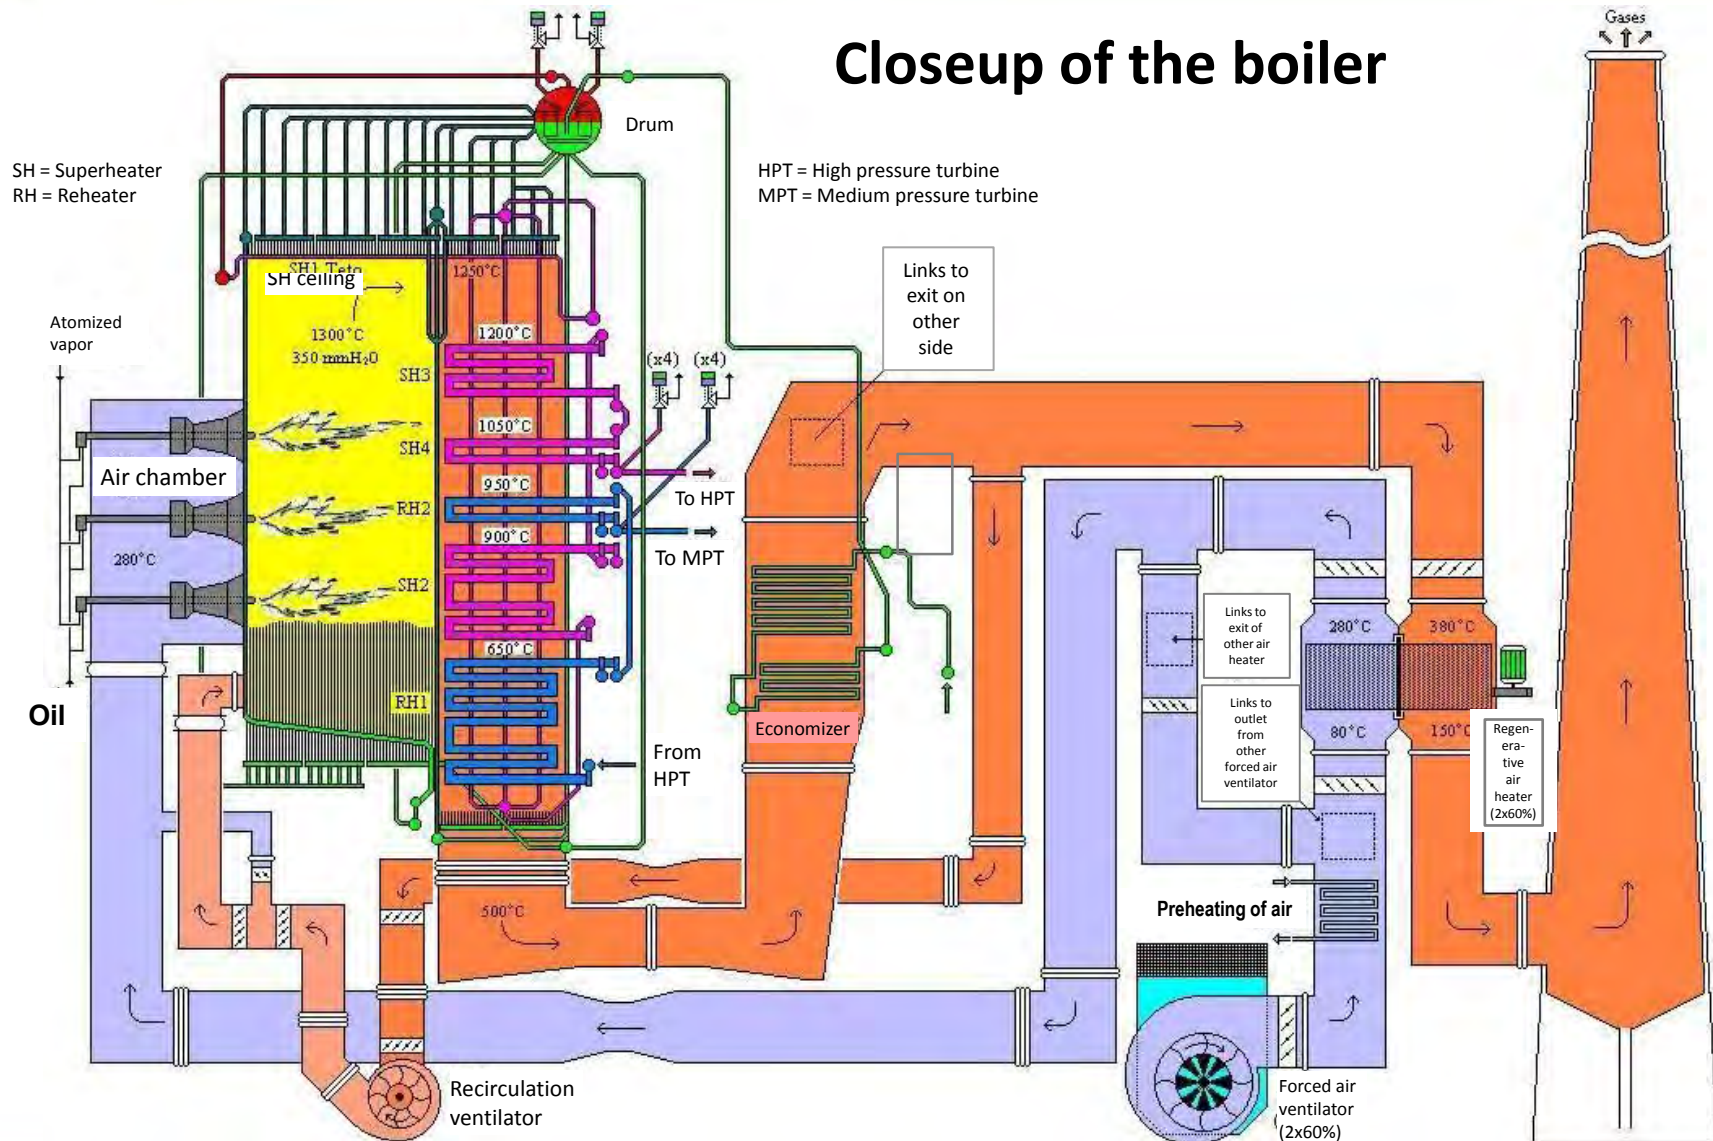 Closeup of the boiler
Gases
Drum
SH = Superheater
RH = Reheater
HPT = High pressure turbine
MPT = Medium pressure turbine
Links to
exit on
other
side
SH1 Teto
SH ceiling
1250°C
Atomized
vapor
1300°C
350 mmH₂O
1200°C
SH3
(x4)
(x4)
1050°C
SH4
Air chamber
950°C
To HPT
RH2
900°C
To MPT
280°C
SH2
650°C
RH1
Oil
From
HPT
Economizer
Links to
exit of
other air
heater
280°C
380°C
Links to
outlet
from
other
forced air
ventilator
80°C
150°C
Regen-
era-
tive
air
heater
(2x60%)
500°C
Preheating of air
Recirculation
ventilator
Forced air
ventilator
(2x60%)